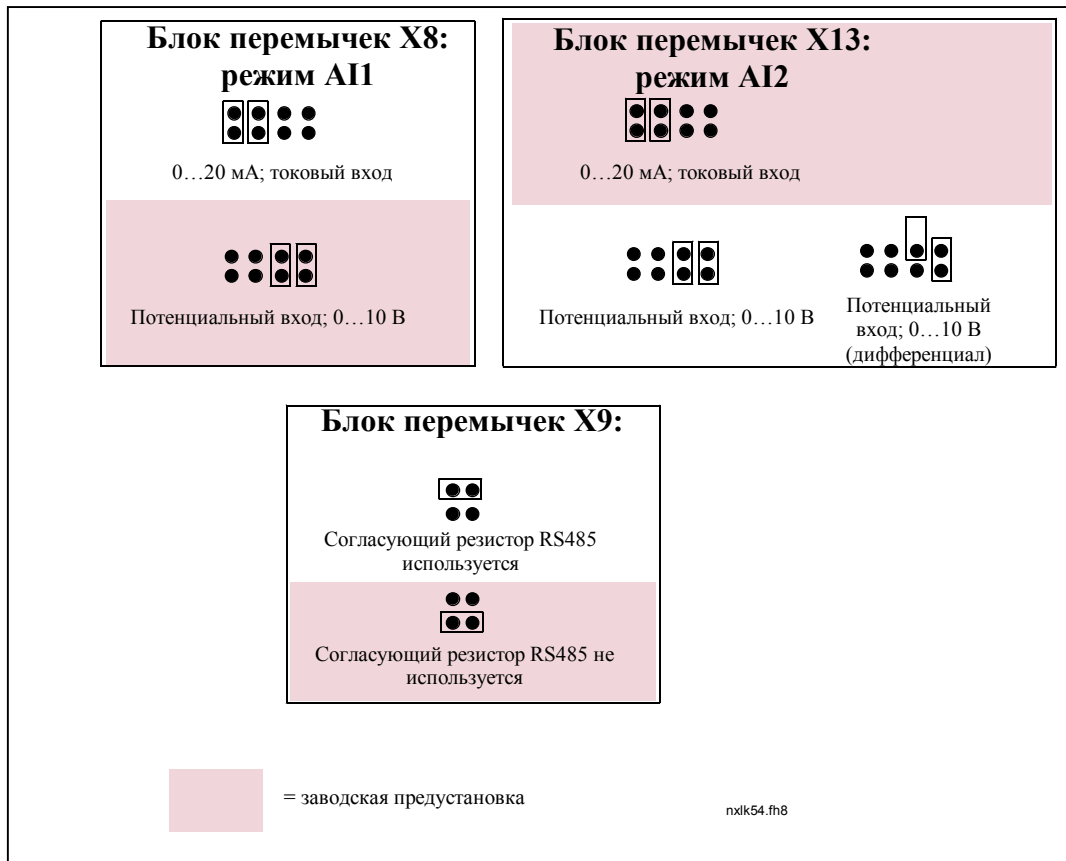 Блок перемычек X8:
режим AI1
0…20 мА; токовый вход
Потенциальный вход; 0…10 В
Блок перемычек X13:
режим AI2
0…20 мА; токовый вход
Потенциальный вход; 0…10 В
Потенциальный
вход; 0…10 В
(дифференциал)
Блок перемычек X9:
Согласующий резистор RS485
используется
Согласующий резистор RS485 не
используется
= заводская предустановка
nxlk54.fh8